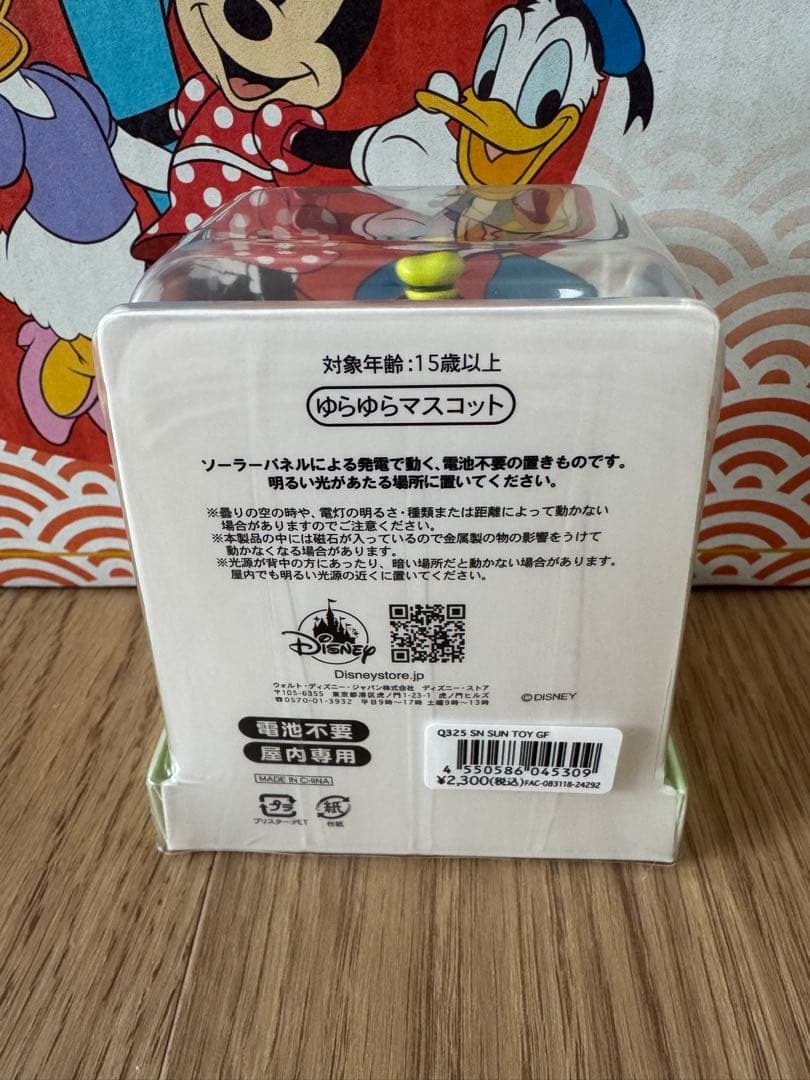 対象年齢:15歳以上
ゆらゆらマスコット
ソーラーパネルによる発電で動く、電池不要の置きものです。
明るい光があたる場所に置いてください。
※曇りの空の時や、電灯の明るさ・種類または距離によって動かない
場合がありますのでご注意ください。
※本製品の中には磁石が入っているので金属製の物の影響をうけて
動かなくなる場合があります。
※光源が背中の方にあったり、暗い場所だと動かない場合があります。
屋内でも明るい光源の近くに置いてください。
Disney
Disneystore.jp
ウォルト・ディズニー・ジャパン株式会社 ディズニー・ストア
〒105-6355 東京都港区虎ノ門1-23-1 虎ノ門ヒルズ
☎0570-01-3932 平日9時〜17時 土曜9時〜13時
©DISNEY
電池不要
屋内専用
MADE IN CHINA
プラ
ブリスター:PET
紙
台紙
Q325 SN SUN TOY GF
4 550586 045309
¥2,300(税込)FAC-083118-24292